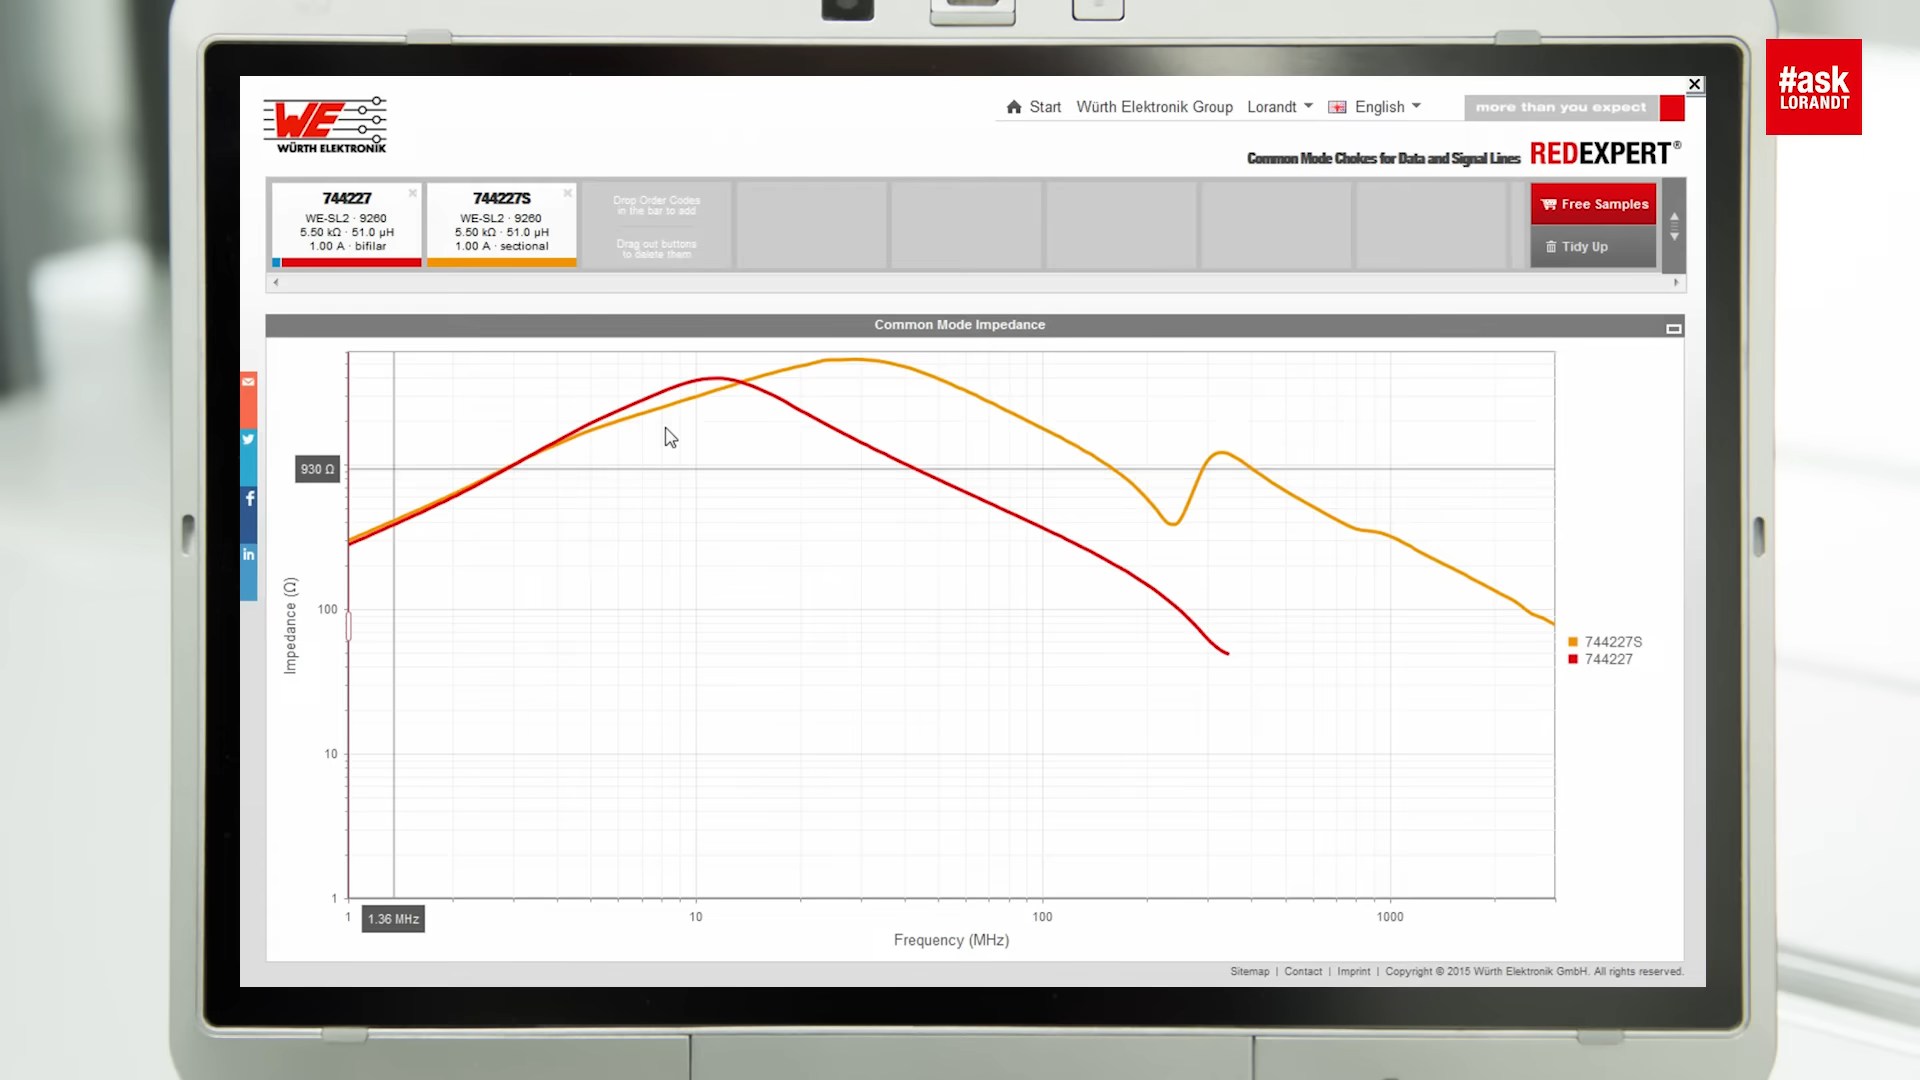 #ask
LORANDT
WE
WÜRTH ELEKTRONIK
Start Würth Elektronik Group Lorandt English
more than you expect
Common Mode Chokes for Data and Signal Lines REDEXPERT®
744227
WE-SL2 · 9260
5.50 kΩ · 51.0 µH
1.00 A · bifilar
744227S
WE-SL2 · 9260
5.50 kΩ · 51.0 µH
1.00 A · sectional
Drop Order Codes
in the bar to add
Drag out buttons
to delete them
Free Samples
Tidy Up
Common Mode Impedance
930 Ω
100
10
1
Impedance (Ω)
1 1.36 MHz 10 100 1000
Frequency (MHz)
744227S
744227
f
in
Sitemap | Contact | Imprint | Copyright © 2015 Würth Elektronik GmbH. All rights reserved.